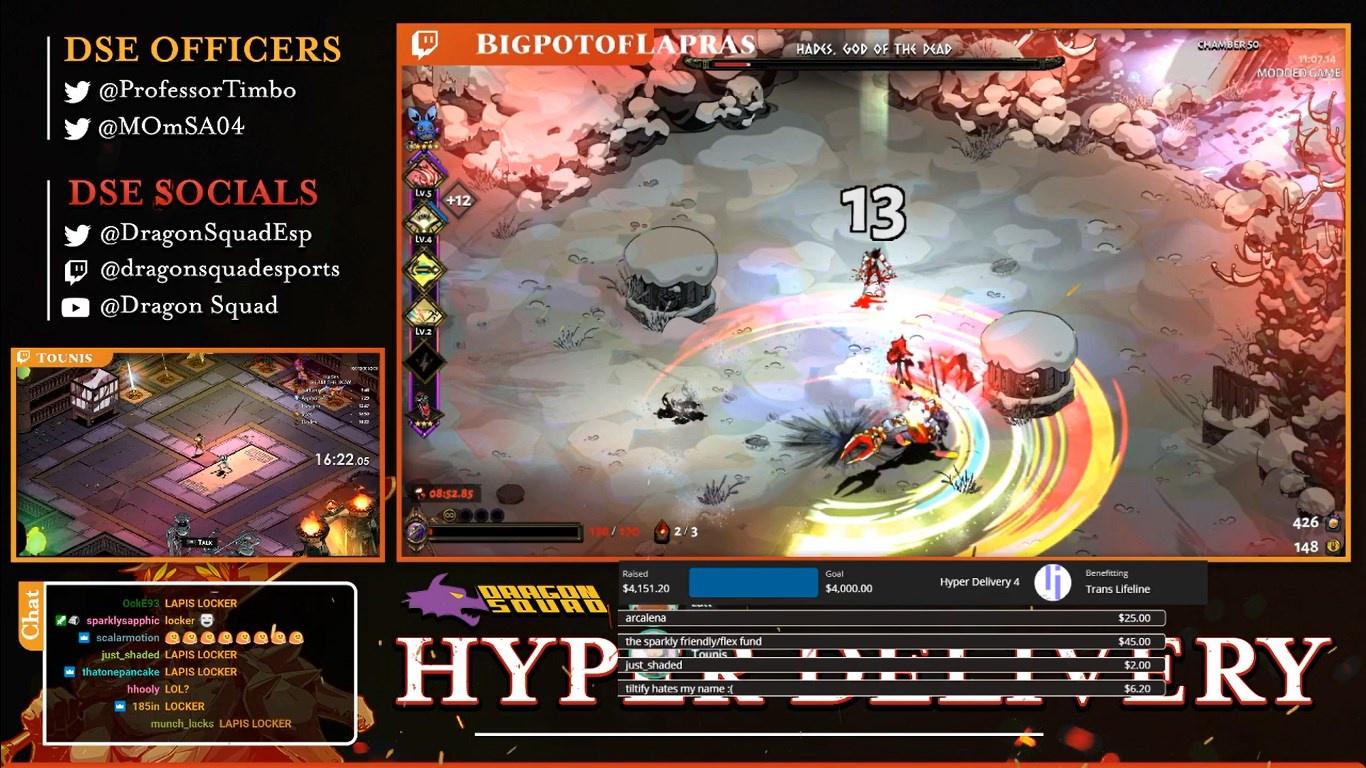 DSE OFFICERS
@ProfessorTimbo
@MOmSA04
DSE SOCIALS
@DragonSquadEsp
@dragonsquadesports
@Dragon Squad
TOUNIS
16:22.05
TALK
Chat
OckE93 LAPIS LOCKER
sparklysapphic locker
scalarmotion
just_shaded LAPIS LOCKER
thatonepancake LAPIS LOCKER
hhooly LOL?
185in LOCKER
munch_lacks LAPIS LOCKER
BIGPOTOFLAPRAS
HADES, GOD OF THE DEAD
CHAMBER 50
11:07:14
MODDED GAME
Lv.5
+12
Lv.4
Lv.2
13
08:52.85
2 / 3
426
148
DRAGON
SQUAD
Raised
$4,151.20
Goal
$4,000.00
Hyper Delivery 4
Benefitting
Trans Lifeline
arcalena $25.00
the sparkly friendly/flex fund $45.00
Tounis
just_shaded $2.00
tiltify hates my name :( $6.20
HYPER DELIVERY